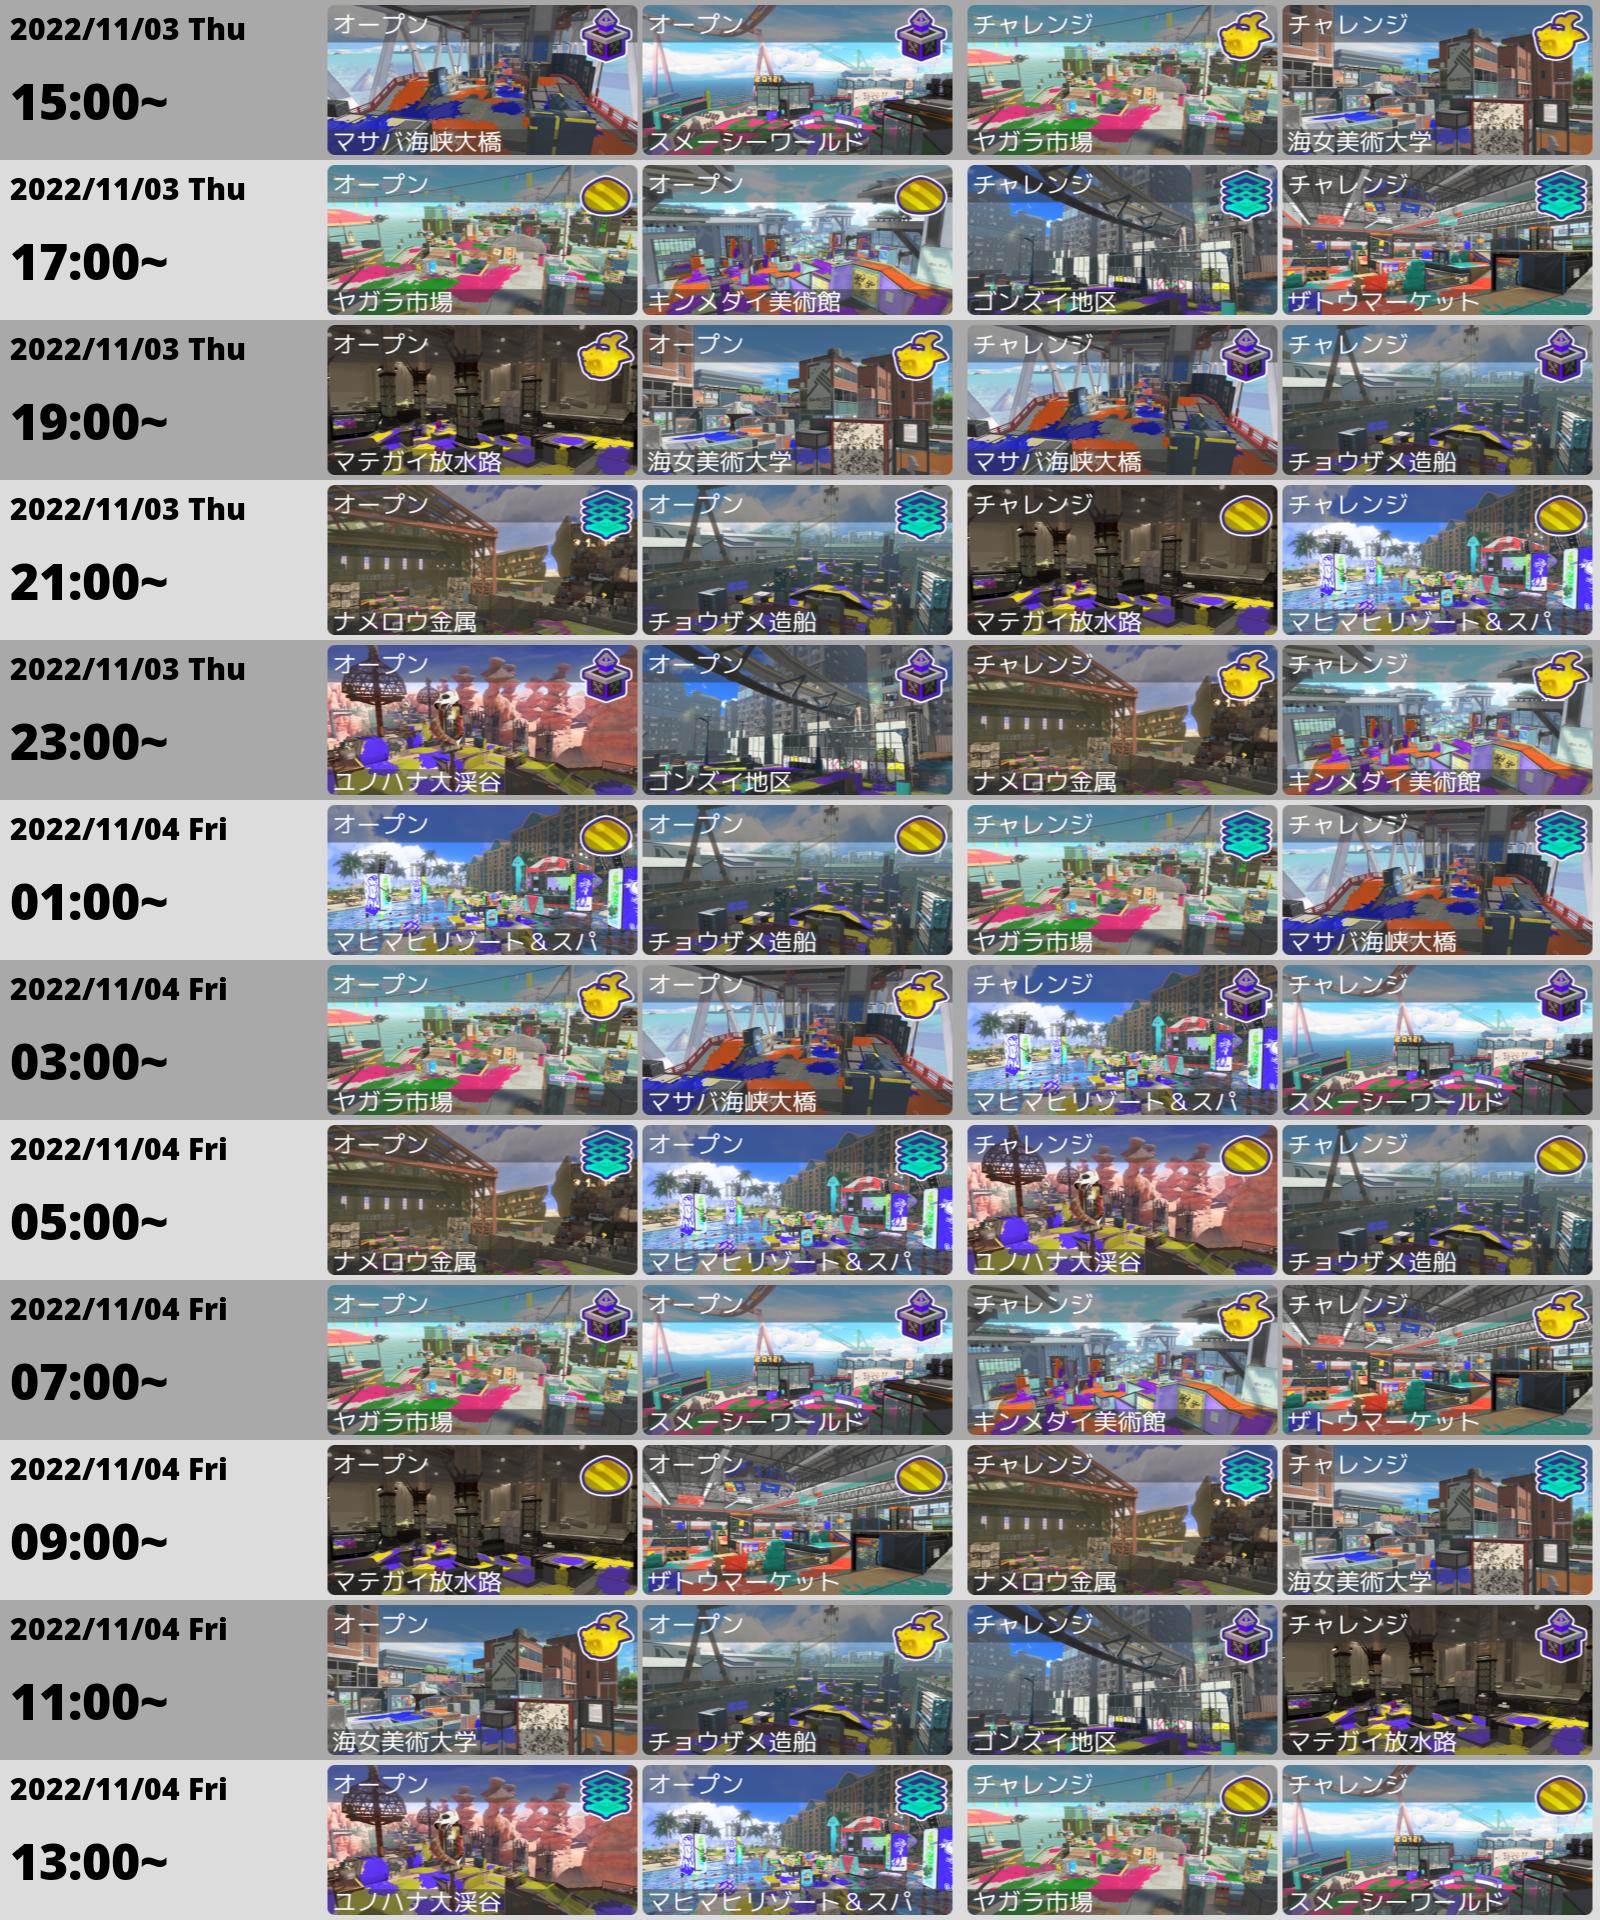 2022/11/03 Thu
15:00~
オープン
マサバ海峡大橋
オープン
スメーシーワールド
チャレンジ
ヤガラ市場
チャレンジ
海女美術大学
2022/11/03 Thu
17:00~
オープン
ヤガラ市場
オープン
キンメダイ美術館
チャレンジ
ゴンズイ地区
チャレンジ
ザトウマーケット
2022/11/03 Thu
19:00~
オープン
マテガイ放水路
オープン
海女美術大学
チャレンジ
マサバ海峡大橋
チャレンジ
チョウザメ造船
2022/11/03 Thu
21:00~
オープン
ナメロウ金属
オープン
チョウザメ造船
チャレンジ
マテガイ放水路
チャレンジ
マヒマヒリゾート＆スパ
2022/11/03 Thu
23:00~
オープン
ユノハナ大渓谷
オープン
ゴンズイ地区
チャレンジ
ナメロウ金属
チャレンジ
キンメダイ美術館
2022/11/04 Fri
01:00~
オープン
マヒマヒリゾート＆スパ
オープン
チョウザメ造船
チャレンジ
ヤガラ市場
チャレンジ
マサバ海峡大橋
2022/11/04 Fri
03:00~
オープン
ヤガラ市場
オープン
マサバ海峡大橋
チャレンジ
マヒマヒリゾート＆スパ
チャレンジ
スメーシーワールド
2022/11/04 Fri
05:00~
オープン
ナメロウ金属
オープン
マヒマヒリゾート＆スパ
チャレンジ
ユノハナ大渓谷
チャレンジ
チョウザメ造船
2022/11/04 Fri
07:00~
オープン
ヤガラ市場
オープン
スメーシーワールド
チャレンジ
キンメダイ美術館
チャレンジ
ザトウマーケット
2022/11/04 Fri
09:00~
オープン
マテガイ放水路
オープン
ザトウマーケット
チャレンジ
ナメロウ金属
チャレンジ
海女美術大学
2022/11/04 Fri
11:00~
オープン
海女美術大学
オープン
チョウザメ造船
チャレンジ
ゴンズイ地区
チャレンジ
マテガイ放水路
2022/11/04 Fri
13:00~
オープン
ユノハナ大渓谷
オープン
マヒマヒリゾート＆スパ
チャレンジ
ヤガラ市場
チャレンジ
スメーシーワールド